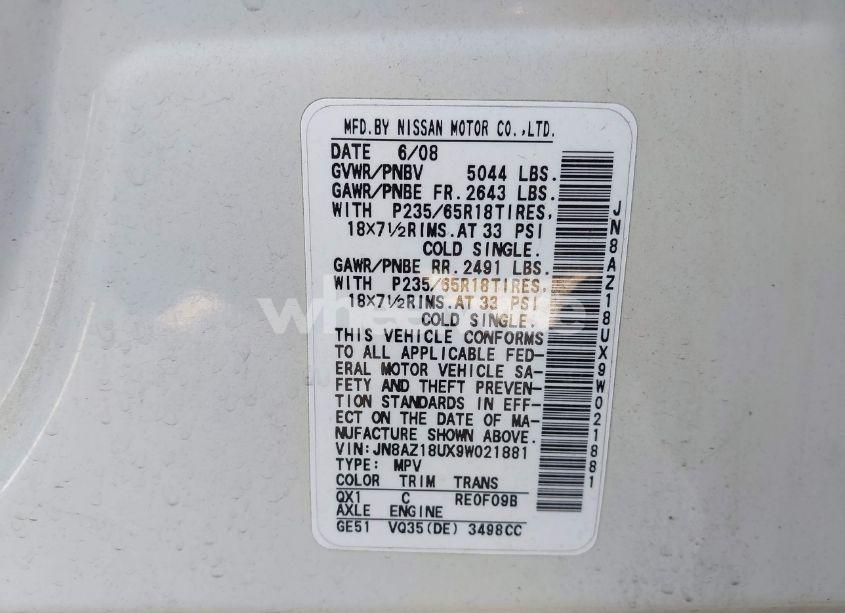 MFD.BY NISSAN MOTOR CO.,LTD.
DATE 6/08
GVWR/PNBV 5044 LBS.
GAWR/PNBE FR.2643 LBS.
WITH P235/65R18TIRES,
18X7 1/2RIMS.AT 33 PSI
COLD SINGLE.
GAWR/PNBE RR.2491 LBS.
WITH P235/65R18TIRES,
18X7 1/2RIMS.AT 33 PSI
COLD SINGLE.
THIS VEHICLE CONFORMS
TO ALL APPLICABLE FED-
ERAL MOTOR VEHICLE SA-
FETY AND THEFT PREVEN-
TION STANDARDS IN EFF-
ECT ON THE DATE OF MA-
NUFACTURE SHOWN ABOVE.
VIN:JN8AZ18UX9W021881
TYPE: MPV
COLOR TRIM TRANS
QX1 C RE0F09B
AXLE ENGINE
GE51 VQ35(DE) 3498CC
JN8AZ18UX9W021881